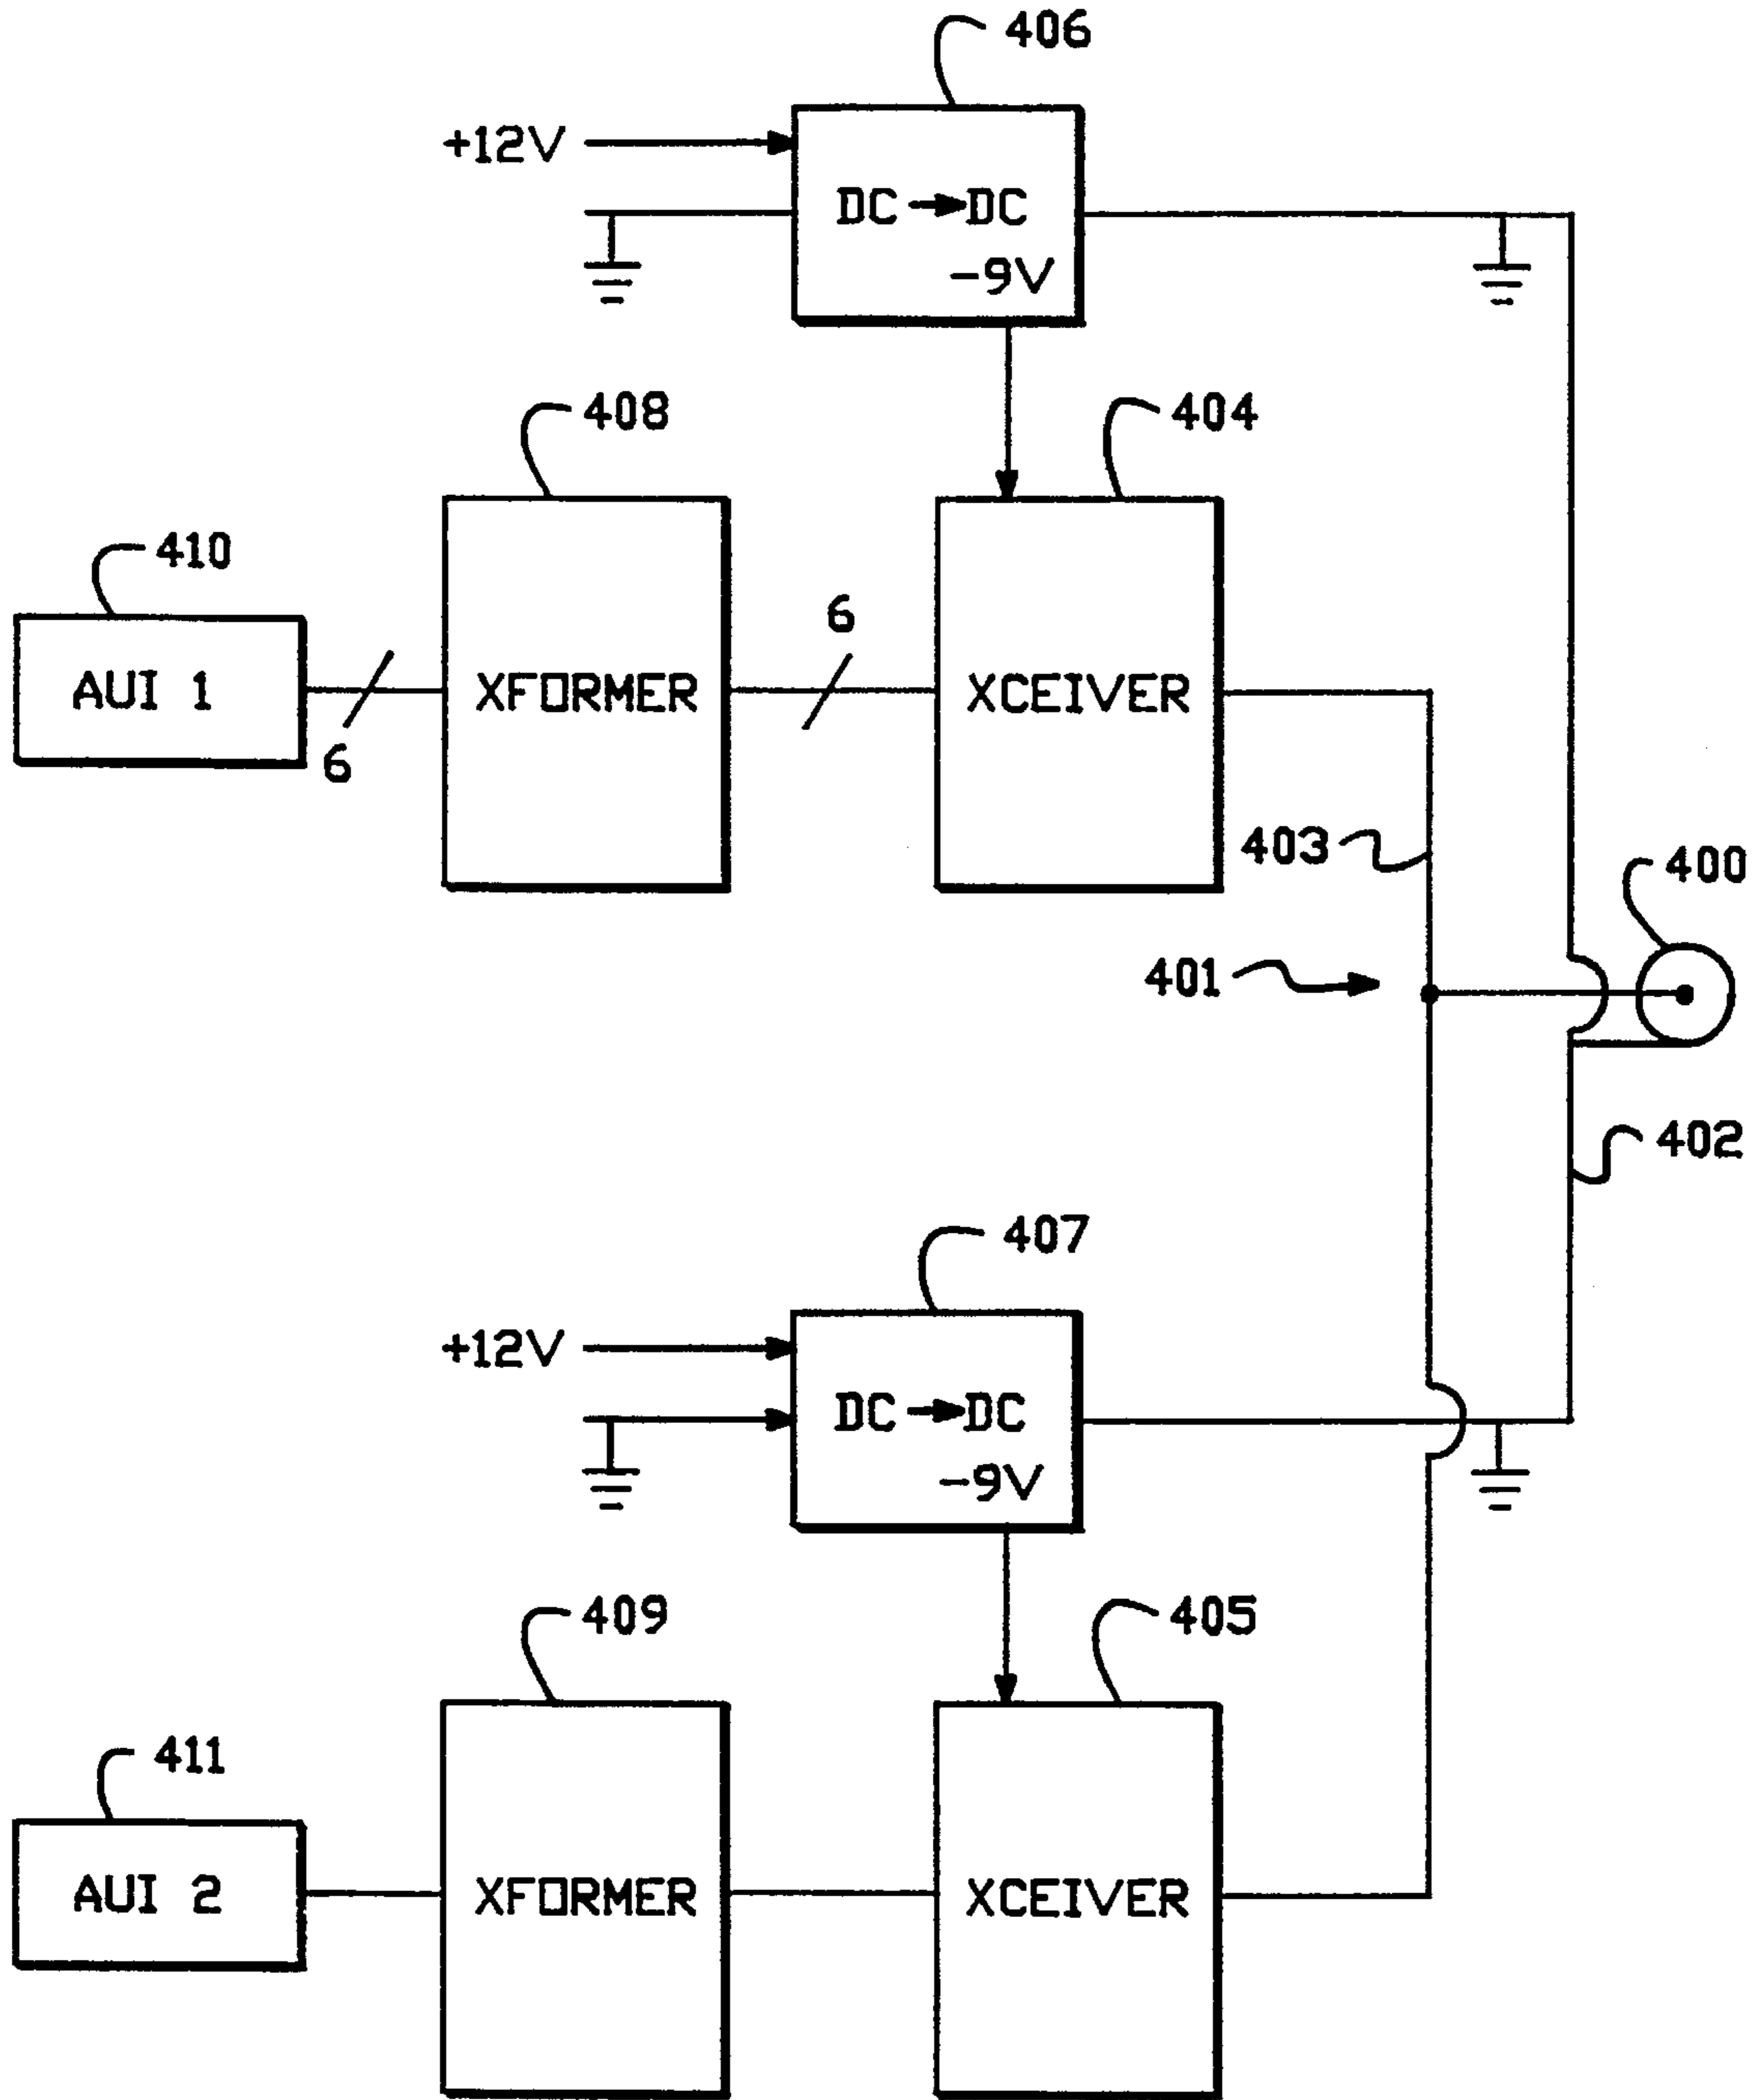 406
+12V
DC → DC
-9V
408
404
410
6
AUI 1
XFORMER
XCEIVER
6
403
400
401
402
407
+12V
DC → DC
-9V
409
405
411
AUI 2
XFORMER
XCEIVER